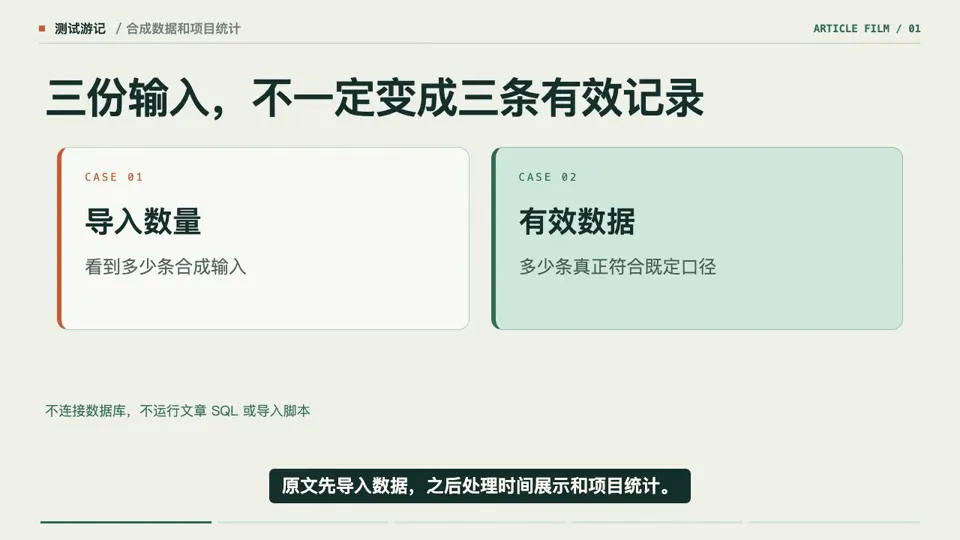 测试游记 / 合成数据和项目统计
ARTICLE FILM / 01
三份输入，不一定变成三条有效记录
CASE 01
导入数量
看到多少条合成输入
CASE 02
有效数据
多少条真正符合既定口径
不连接数据库，不运行文章 SQL 或导入脚本
原文先导入数据，之后处理时间展示和项目统计。